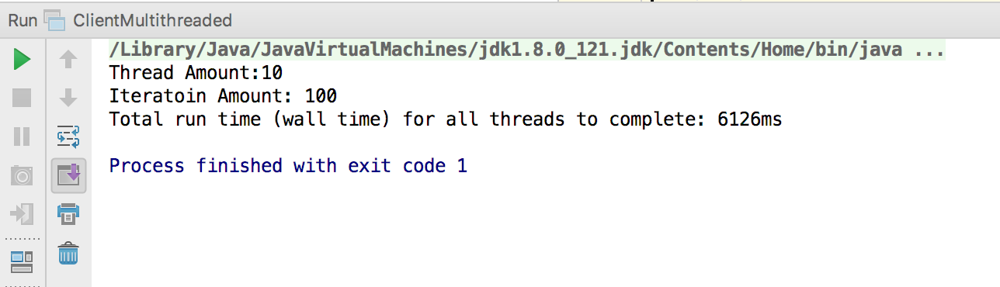 Run ClientMultithreaded
/Library/Java/JavaVirtualMachines/jdk1.8.0_121.jdk/Contents/Home/bin/java ...
Thread Amount:10
Iteratoin Amount: 100
Total run time (wall time) for all threads to complete: 6126ms
Process finished with exit code 1